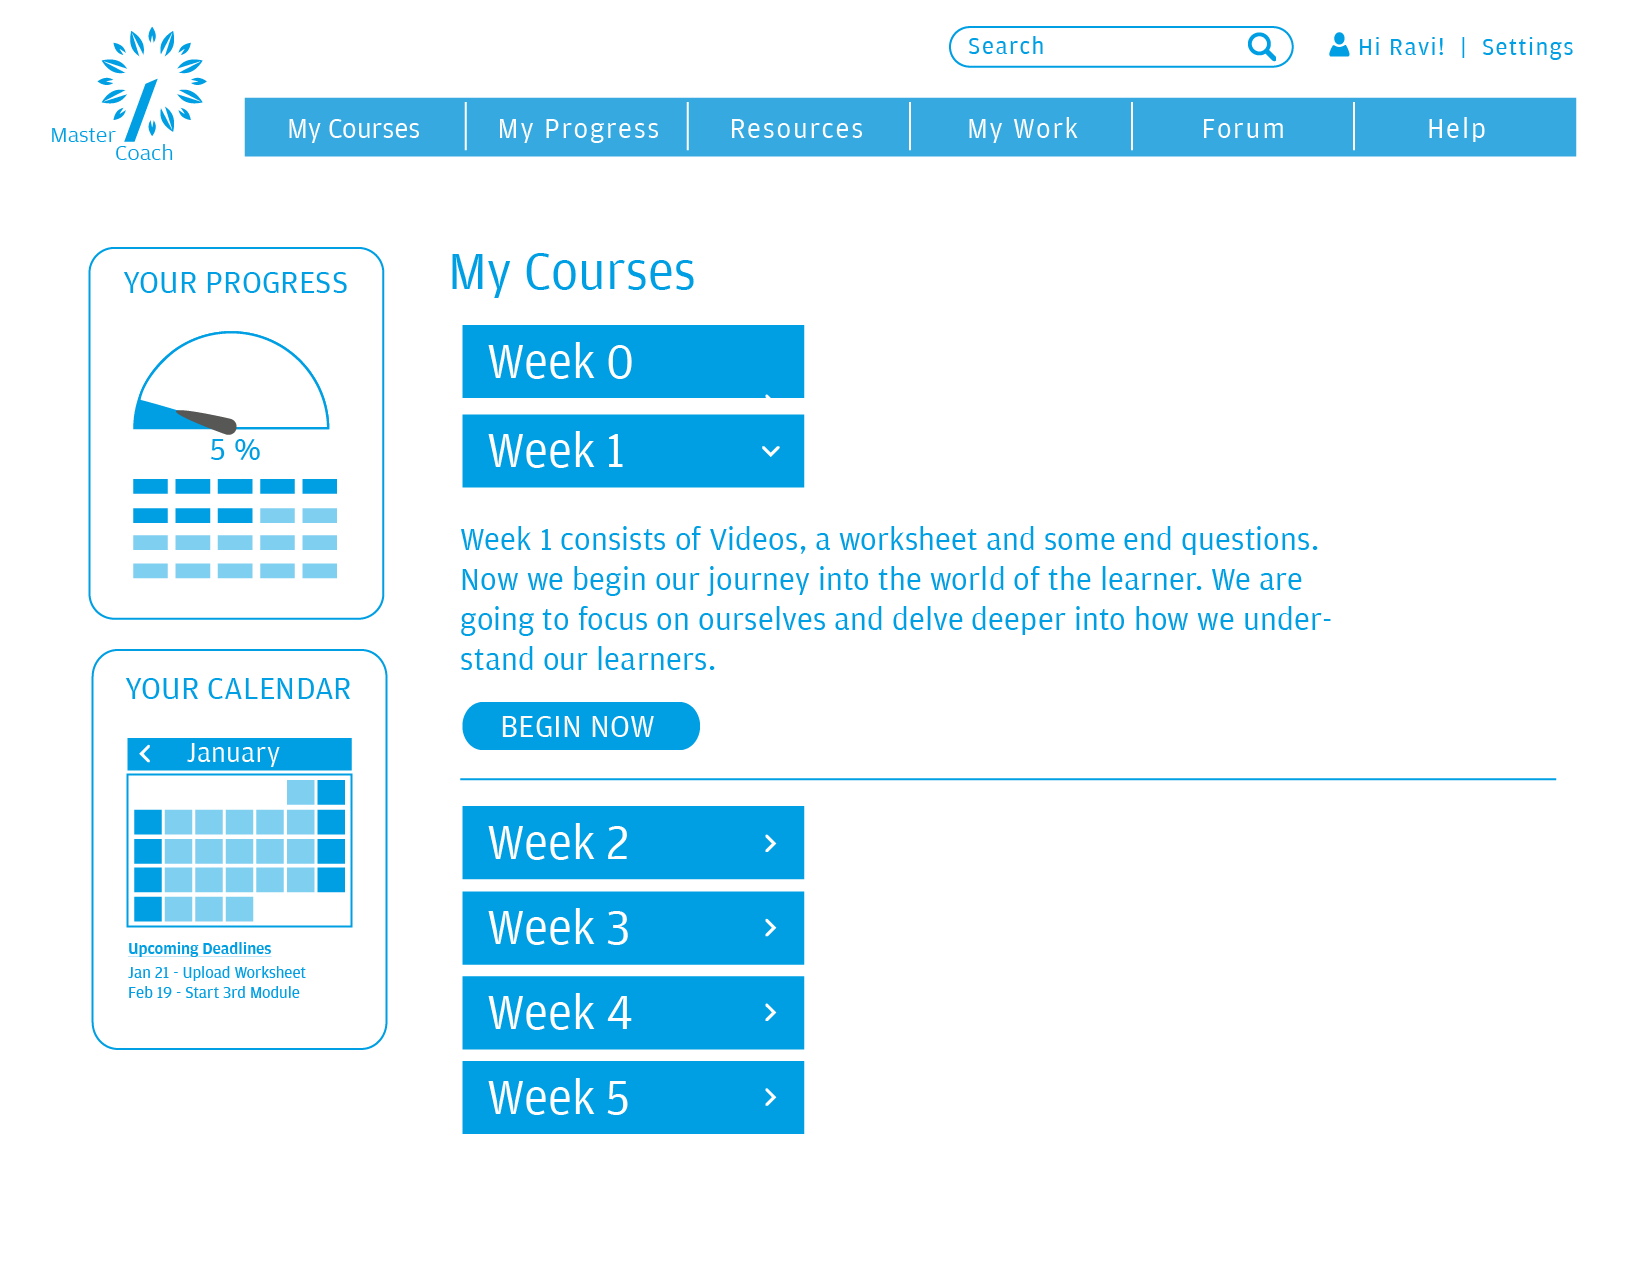 Search
Hi Ravi! | Settings
Master
Coach
My Courses
My Progress
Resources
My Work
Forum
Help
YOUR PROGRESS
5 %
YOUR CALENDAR
January
Upcoming Deadlines
Jan 21 - Upload Worksheet
Feb 19 - Start 3rd Module
My Courses
Week 0
Week 1
Week 1 consists of Videos, a worksheet and some end questions.
Now we begin our journey into the world of the learner. We are
going to focus on ourselves and delve deeper into how we under-
stand our learners.
BEGIN NOW
Week 2
Week 3
Week 4
Week 5